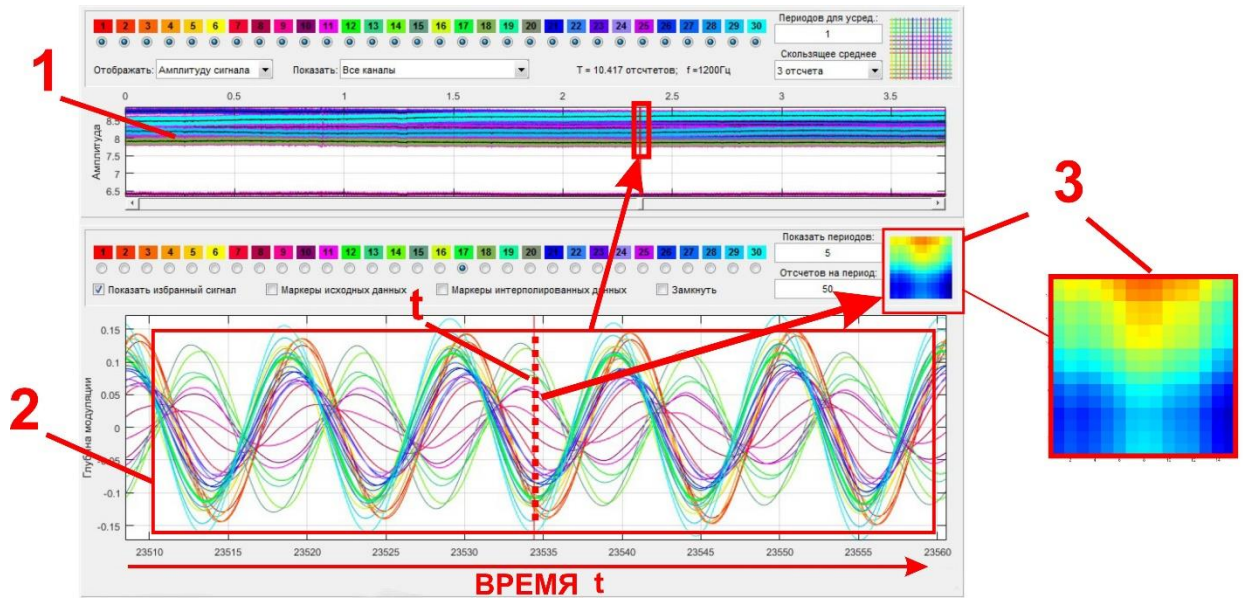 1 2 3 4 5 6 7 8 9 10 11 12 13 14 15 16 17 18 19 20 21 22 23 24 25 26 27 28 29 30
Периодов для усред.:
1
Скользящее среднее
Отображать: Амплитуду сигнала Показать: Все каналы T = 10.417 отсчтетов; f =1200Гц 3 отсчета
1
0 0.5 1 1.5 2 2.5 3 3.5
Амплитуда
8.5
8
7.5
7
6.5
3
1 2 3 4 5 6 7 8 9 10 11 12 13 14 15 16 17 18 19 20 21 22 23 24 25 26 27 28 29 30
Показать периодов:
5
Отсчетов на период:
50
Показать избранный сигнал Маркеры исходных данных Маркеры интерполированных данных Замкнуть
t
2
Глубина модуляции
0.15
0.1
0.05
0
-0.05
-0.1
-0.15
23510 23515 23520 23525 23530 23535 23540 23545 23550 23555 23560
ВРЕМЯ t